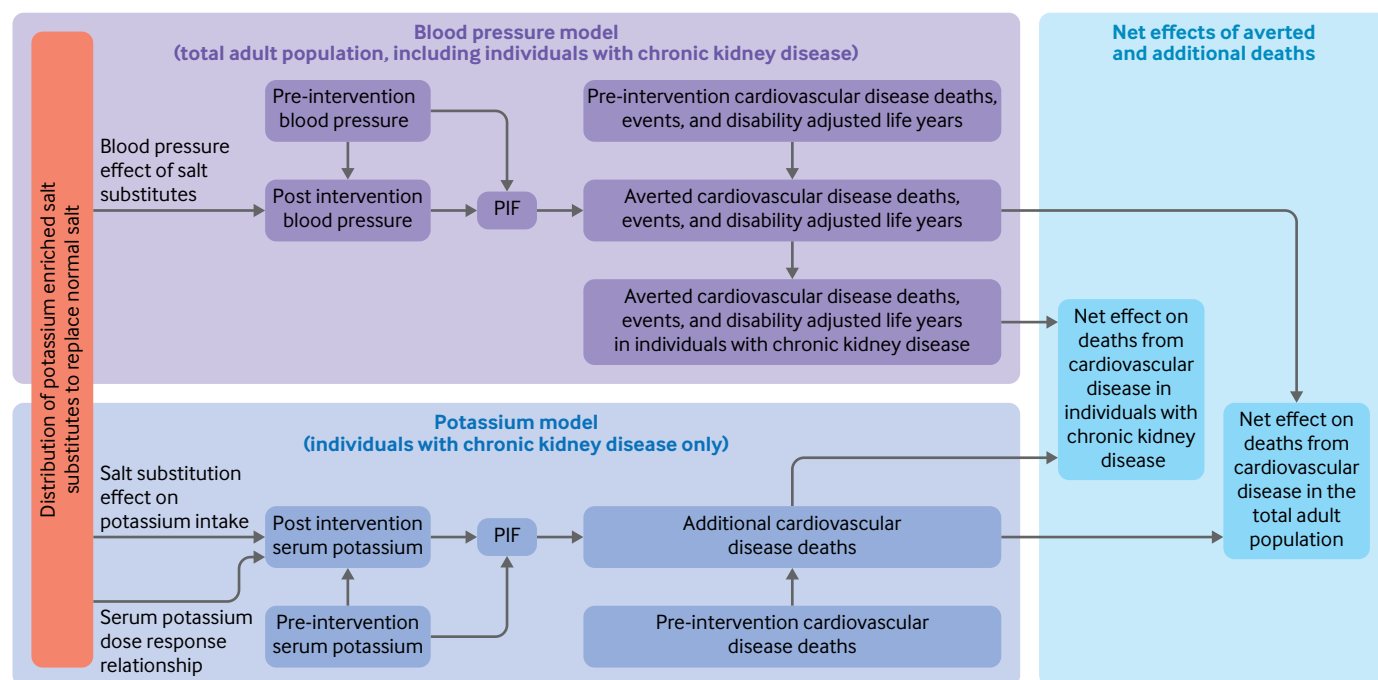 Distribution of potassium enriched salt
substitutes to replace normal salt
Blood pressure model
(total adult population, including individuals with chronic kidney disease)
Blood pressure
effect of salt
substitutes
Pre-intervention
blood pressure
Post intervention
blood pressure
PIF
Pre-intervention cardiovascular disease deaths,
events, and disability adjusted life years
Averted cardiovascular disease deaths,
events, and disability adjusted life years
Averted cardiovascular disease deaths,
events, and disability adjusted life years
in individuals with chronic kidney disease
Potassium model
(individuals with chronic kidney disease only)
Salt substitution
effect on
potassium intake
Serum potassium
dose response
relationship
Post intervention
serum potassium
Pre-intervention
serum potassium
PIF
Additional cardiovascular
disease deaths
Pre-intervention cardiovascular
disease deaths
Net effects of averted
and additional deaths
Net effect on
deaths from
cardiovascular
disease in
individuals with
chronic kidney
disease
Net effect on
deaths from
cardiovascular
disease in the
total adult
population